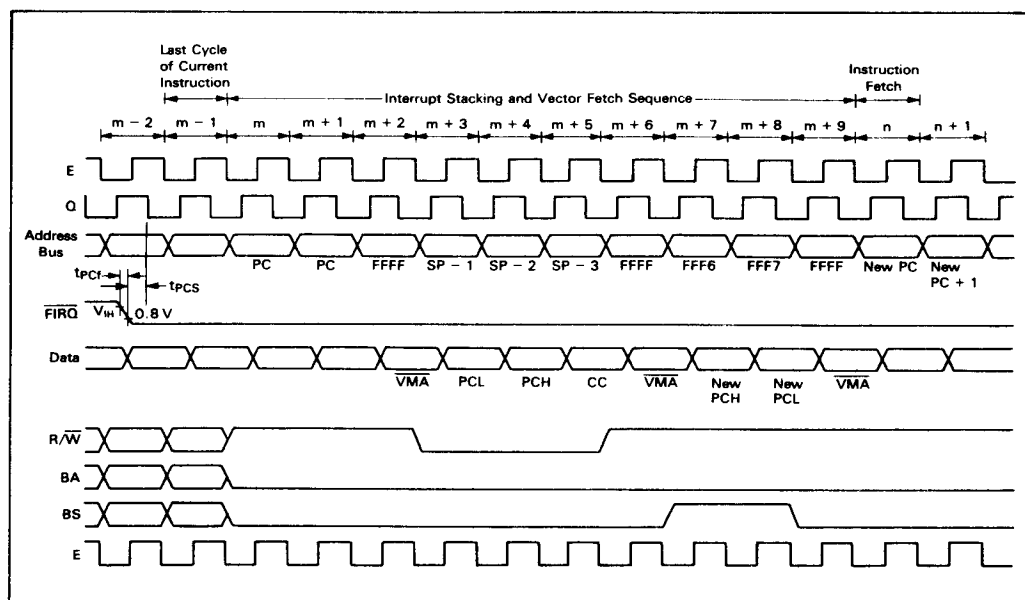 Last Cycle
of Current
Instruction
Instruction
Fetch
Interrupt Stacking and Vector Fetch Sequence
m - 2 m - 1 m m + 1 m + 2 m + 3 m + 4 m + 5 m + 6 m + 7 m + 8 m + 9 n n + 1
E
Q
Address
Bus
PC PC FFFF SP - 1 SP - 2 SP - 3 FFFF FFF6 FFF7 FFFF New PC New
PC + 1
tPCf
tPCS
FIRQ VIH 0.8 V
Data
VMA PCL PCH CC VMA New
PCH New
PCL VMA
R/W
BA
BS
E